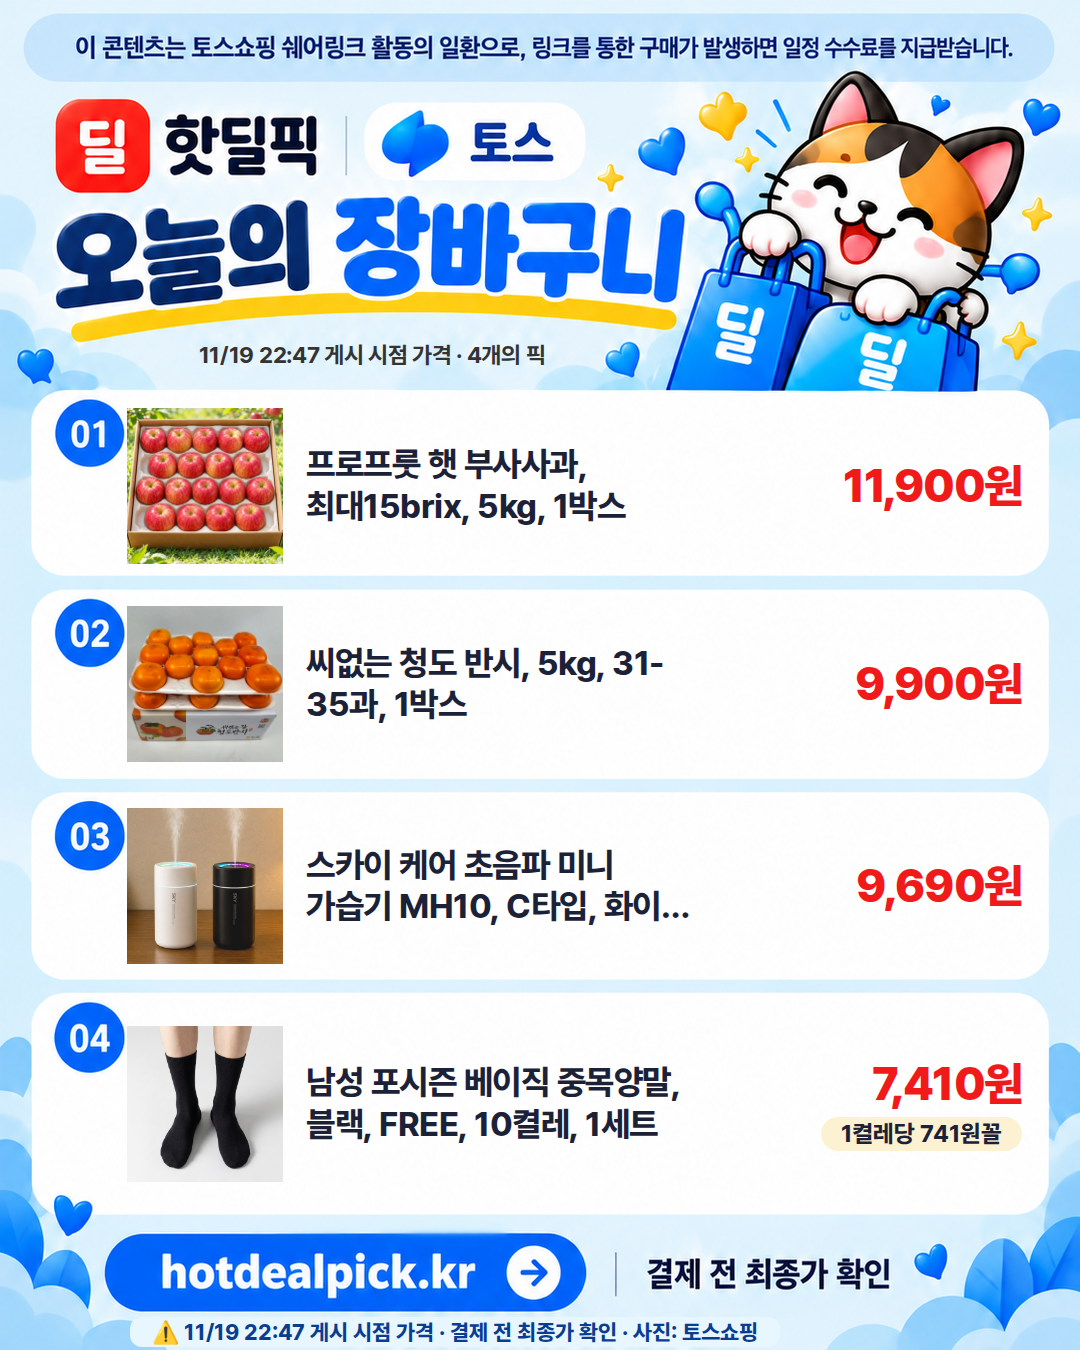 이 콘텐츠는 토스쇼핑 쉐어링크 활동의 일환으로, 링크를 통한 구매가 발생하면 일정 수수료를 지급받습니다.
딜 핫딜픽 토스
오늘의 장바구니
딜
딜
11/19 22:47 게시 시점 가격 · 4개의 픽
01
프로프룻 햇 부사사과,
최대15brix, 5kg, 1박스
11,900원
02
씨없는 청도 반시, 5kg, 31-
35과, 1박스
9,900원
03
스카이 케어 초음파 미니
가습기 MH10, C타입, 화이...
9,690원
04
남성 포시즌 베이직 중목양말,
블랙, FREE, 10켤레, 1세트
7,410원
1켤레당 741원꼴
hotdealpick.kr
결제 전 최종가 확인
⚠️ 11/19 22:47 게시 시점 가격 · 결제 전 최종가 확인 · 사진: 토스쇼핑